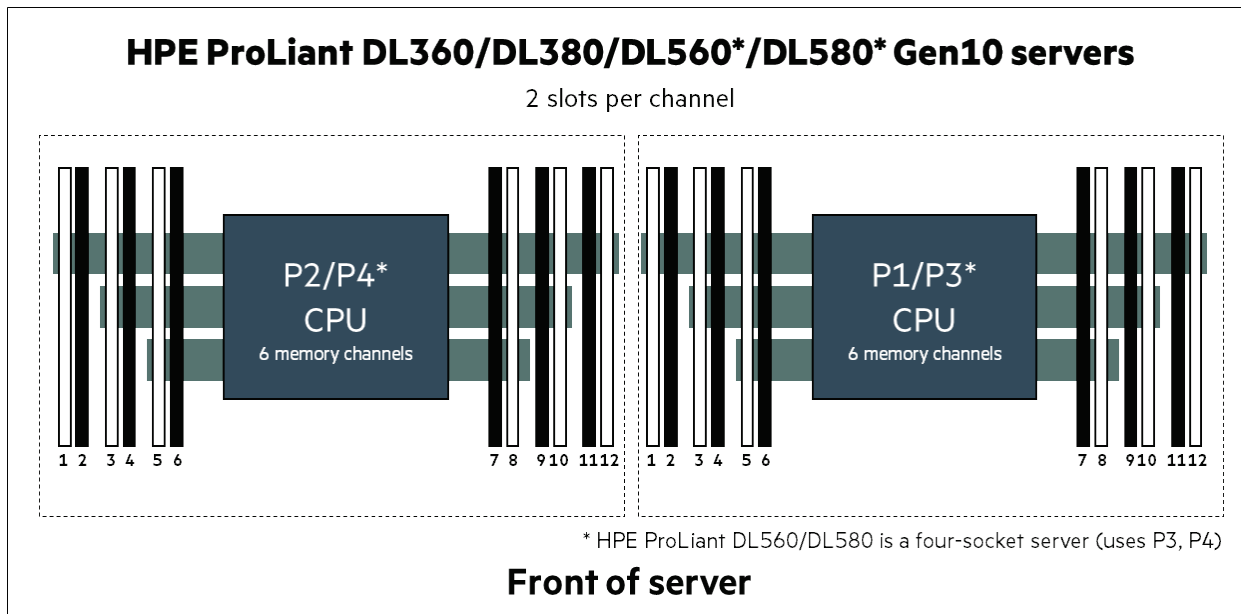 HPE ProLiant DL360/DL380/DL560*/DL580* Gen10 servers
2 slots per channel
P2/P4*
CPU
6 memory channels
1 2 3 4 5 6 7 8 9 10 11 12
P1/P3*
CPU
6 memory channels
1 2 3 4 5 6 7 8 9 10 11 12
* HPE ProLiant DL560/DL580 is a four-socket server (uses P3, P4)
Front of server